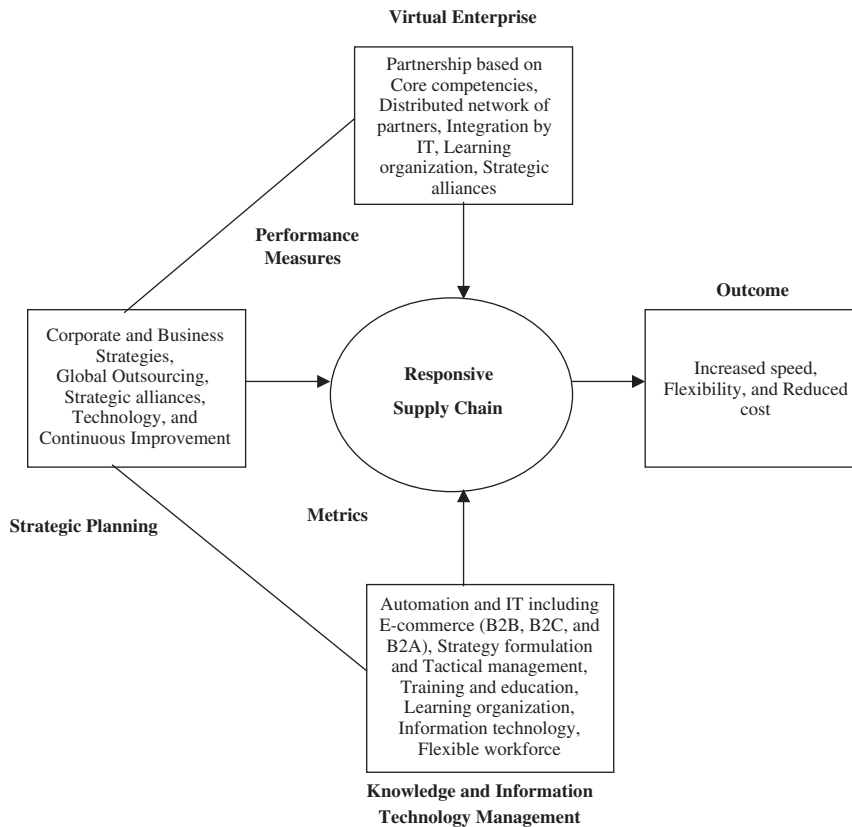 Virtual Enterprise
Partnership based on
Core competencies,
Distributed network of
partners, Integration by
IT, Learning
organization, Strategic
alliances
Performance
Measures
Outcome
Corporate and Business
Strategies,
Global Outsourcing,
Strategic alliances,
Technology, and
Continuous Improvement
Responsive
Supply Chain
Increased speed,
Flexibility, and Reduced
cost
Strategic Planning
Metrics
Automation and IT including
E-commerce (B2B, B2C, and
B2A), Strategy formulation
and Tactical management,
Training and education,
Learning organization,
Information technology,
Flexible workforce
Knowledge and Information
Technology Management